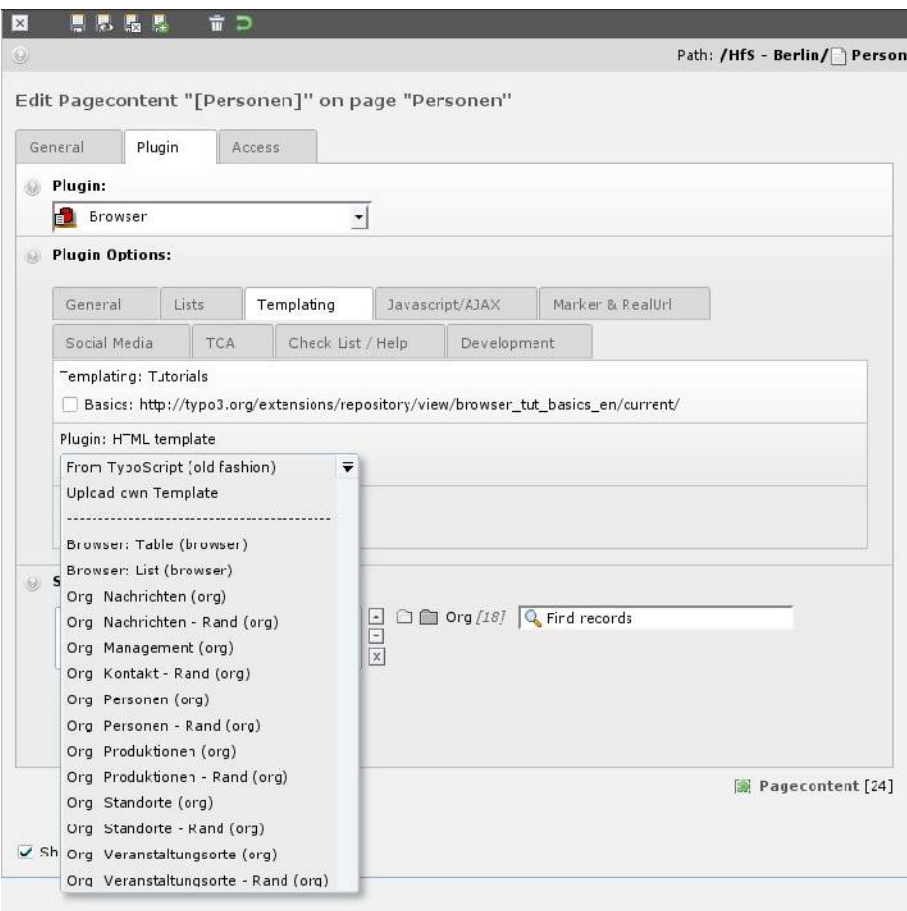 Path: /HfS - Berlin/ Person
Edit Pagecontent "[Personen]" on page "Personen"
General Plugin Access
Plugin:
Browser
Plugin Options:
General Lists Templating Javascript/AJAX Marker & RealUrl
Social Media TCA Check List / Help Development
Templating: Tutorials
Basics: http://typo3.org/extensions/repository/view/browser_tut_basics_en/current/
Plugin: HTML template
From TypoScript (old fashion)
Upload own Template
------------------------------------------
Browser: Table (browser)
Browser: List (browser)
Org Nachrichten (org)
S
Org Nachrichten - Rand (org) Org [18] Find records
Org Management (org)
Org Kontakt - Rand (org)
Org Personen (org)
Org Personen - Rand (org)
Org Produktionen (org)
Org Produktionen - Rand (org)
Pagecontent [24]
Org Standorte (org)
Org Standorte - Rand (org)
Sh
Org Veranstaltungsorte (org)
Org Veranstaltungsorte - Rand (org)